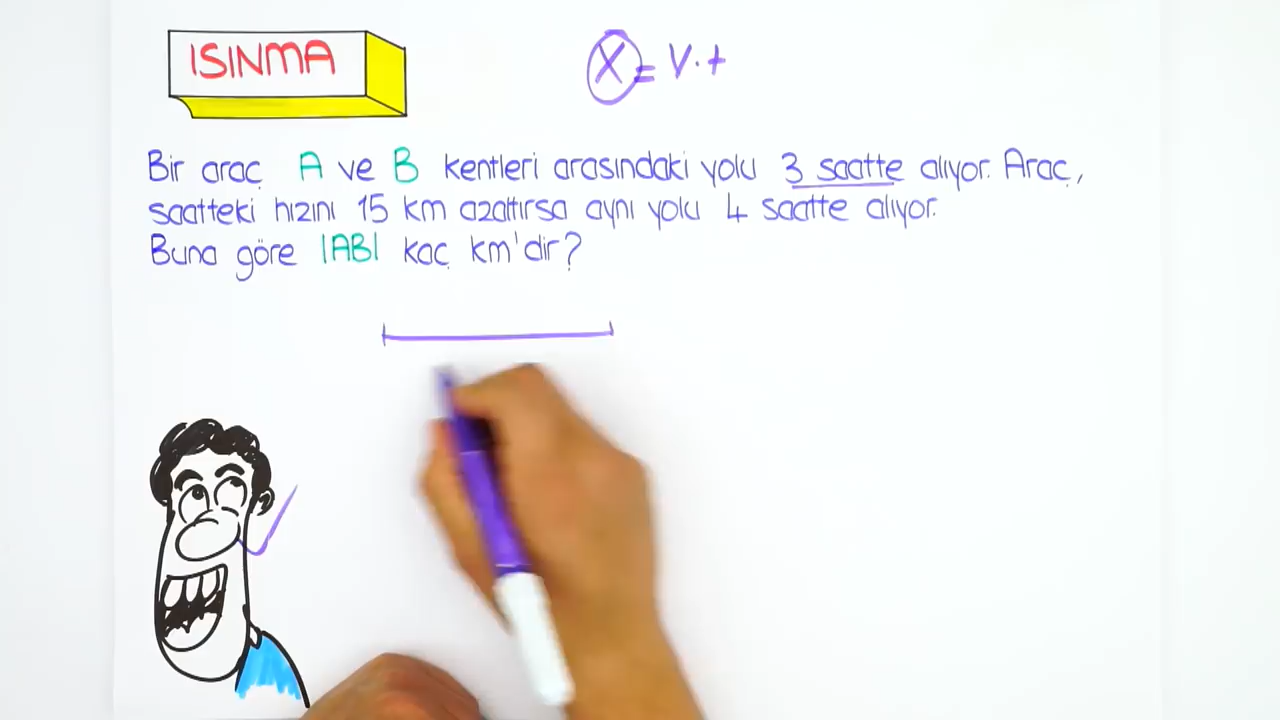 ISINMA
X = V.t
Bir araç A ve B kentleri arasındaki yolu 3 saatte alıyor. Araç,
saatteki hızını 15 km azaltırsa aynı yolu 4 saatte alıyor.
Buna göre |AB| kaç km'dir?